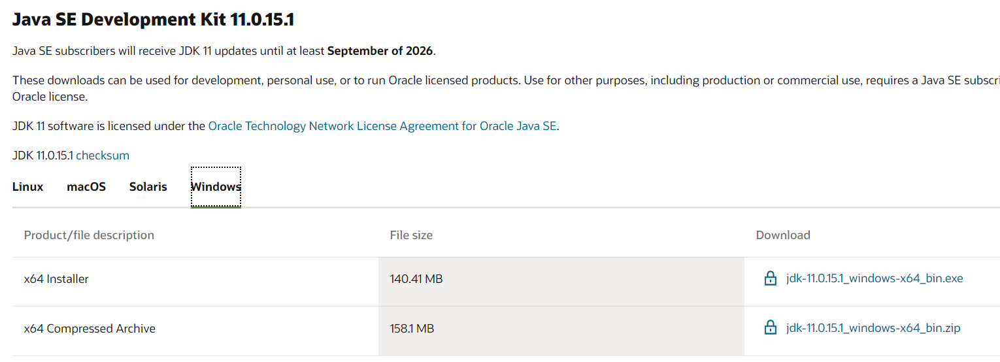 Java SE Development Kit 11.0.15.1
Java SE subscribers will receive JDK 11 updates until at least September of 2026.
These downloads can be used for development, personal use, or to run Oracle licensed products. Use for other purposes, including production or commercial use, requires a Java SE
Oracle license.
JDK 11 software is licensed under the Oracle Technology Network License Agreement for Oracle Java SE.
JDK 11.0.15.1 checksum
Linux macOS Solaris Windows
Product/file description File size Download
x64 Installer 140.41 MB jdk-11.0.15.1_windows-x64_bin.exe
x64 Compressed Archive 158.1 MB jdk-11.0.15.1_windows-x64_bin.zip